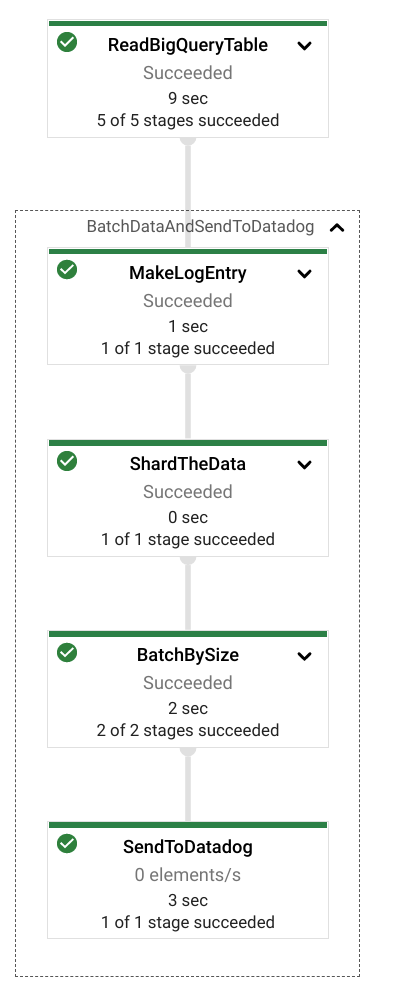 ReadBigQueryTable
Succeeded
9 sec
5 of 5 stages succeeded
BatchDataAndSendToDatadog
MakeLogEntry
Succeeded
1 sec
1 of 1 stage succeeded
ShardTheData
Succeeded
0 sec
1 of 1 stage succeeded
BatchBySize
Succeeded
2 sec
2 of 2 stages succeeded
SendToDatadog
0 elements/s
3 sec
1 of 1 stage succeeded